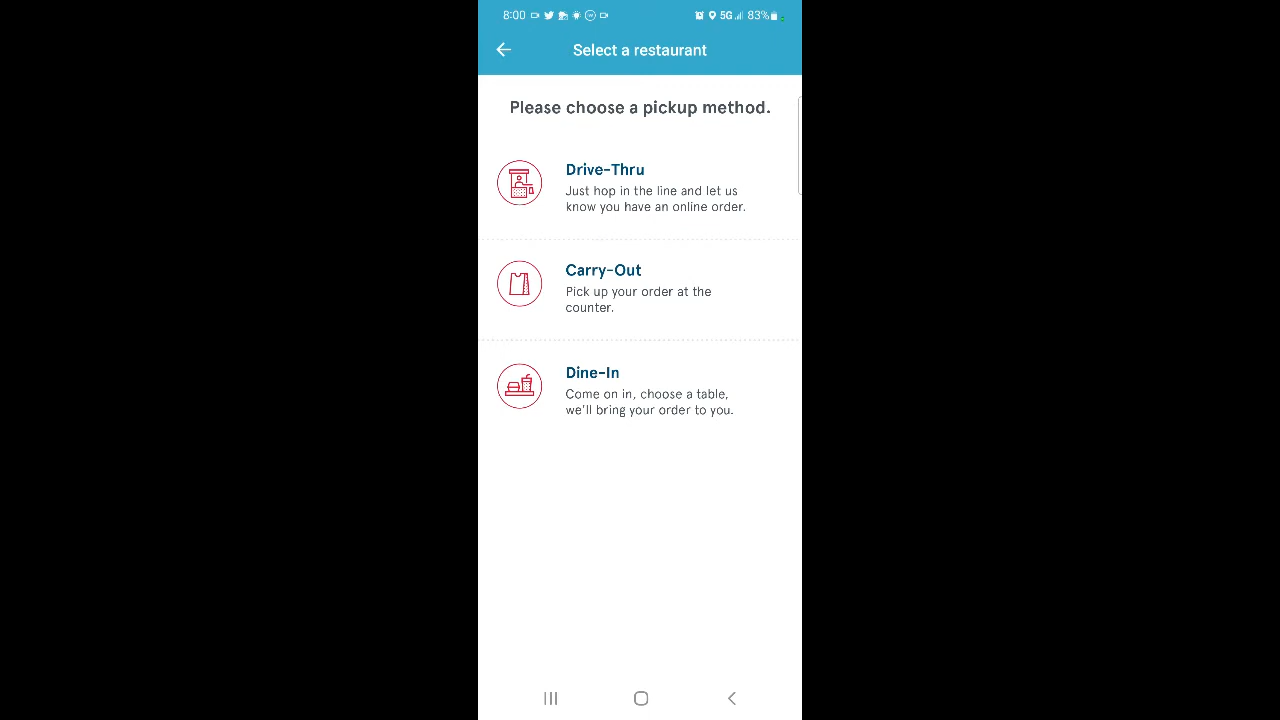 8:00 5G 83%
Select a restaurant
Please choose a pickup method.
Drive-Thru
Just hop in the line and let us
know you have an online order.
Carry-Out
Pick up your order at the
counter.
Dine-In
Come on in, choose a table,
we'll bring your order to you.